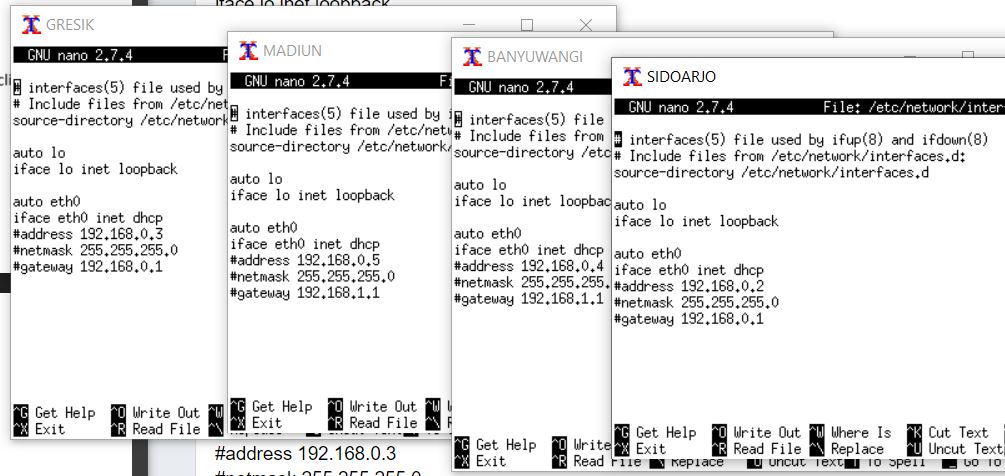 iface lo inet loopback
GRESIK
GNU nano 2.7.4
# interfaces(5) file used by
# Include files from /etc/net
source-directory /etc/network
auto lo
iface lo inet loopback
auto eth0
iface eth0 inet dhcp
#address 192.168.0.3
#netmask 255.255.255.0
#gateway 192.168.0.1
^G Get Help ^O Write Out ^W
^X Exit ^R Read File ^\
MADIUN
GNU nano 2.7.4 Fi
# interfaces(5) file used by
# Include files from /etc/net
source-directory /etc/network/
auto lo
iface lo inet loopback
auto eth0
iface eth0 inet dhcp
#address 192.168.0.5
#netmask 255.255.255.0
#gateway 192.168.1.1
^G Get Help ^O Write Out ^W W
^X Exit ^R Read File ^\ R
BANYUWANGI
GNU nano 2.7.4
# interfaces(5) file
# Include files from
source-directory /etc
auto lo
iface lo inet loopbac
auto eth0
iface eth0 inet dhcp
#address 192.168.0.4
#netmask 255.255.255.
#gateway 192.168.1.1
^G Get Help ^O Write
^X Exit ^R Read File ^\ Replace ^U Uncut Text ^T To Spell ^_ Go To
SIDOARJO
GNU nano 2.7.4 File: /etc/network/inter
# interfaces(5) file used by ifup(8) and ifdown(8)
# Include files from /etc/network/interfaces.d:
source-directory /etc/network/interfaces.d
auto lo
iface lo inet loopback
auto eth0
iface eth0 inet dhcp
#address 192.168.0.2
#netmask 255.255.255.0
#gateway 192.168.0.1
^G Get Help ^O Write Out ^W Where Is ^K Cut Text
^X Exit ^R Read File ^\ Replace ^U Uncut Text
#address 192.168.0.3
#netmask 255.255.255.0